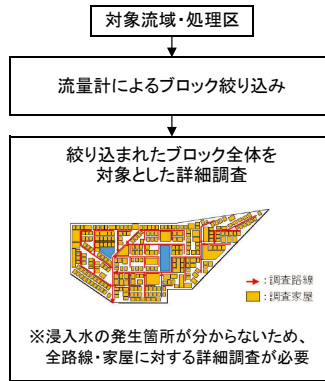 対象流域・処理区
流量計によるブロック絞り込み
絞り込まれたブロック全体を
対象とした詳細調査
：調査路線
：調査家屋
※浸入水の発生箇所が分からないため、
全路線・家屋に対する詳細調査が必要